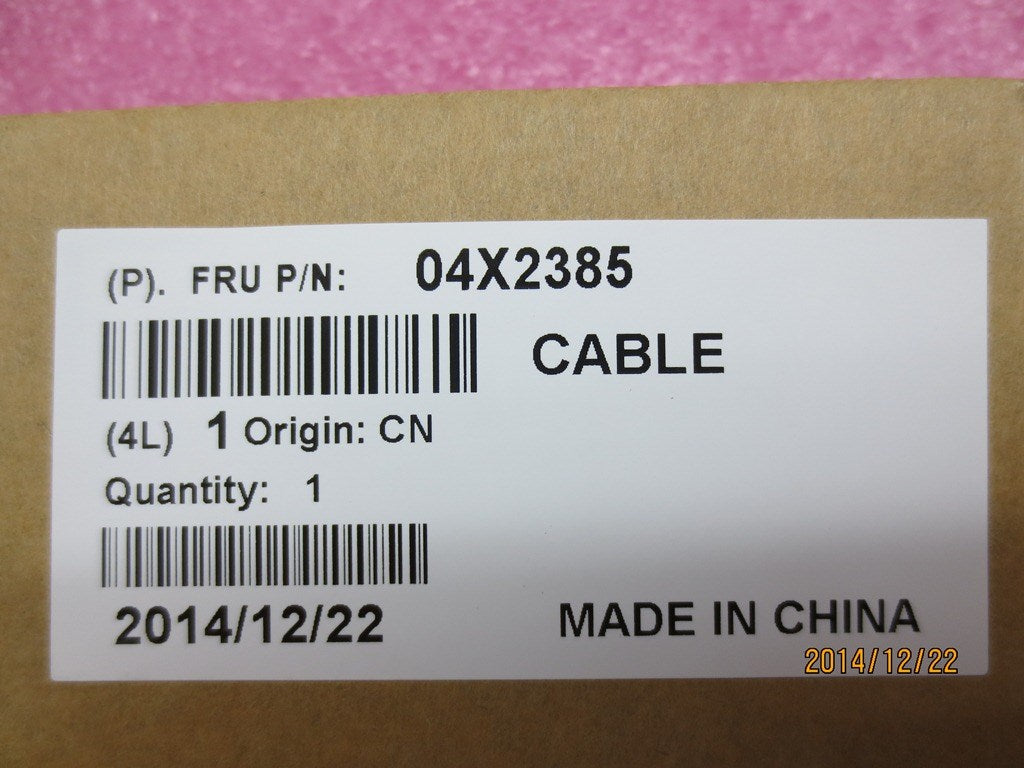 (P). FRU P/N: 04X2385
CABLE
(4L) 1 Origin: CN
Quantity: 1
2014/12/22
MADE IN CHINA
2014/12/22